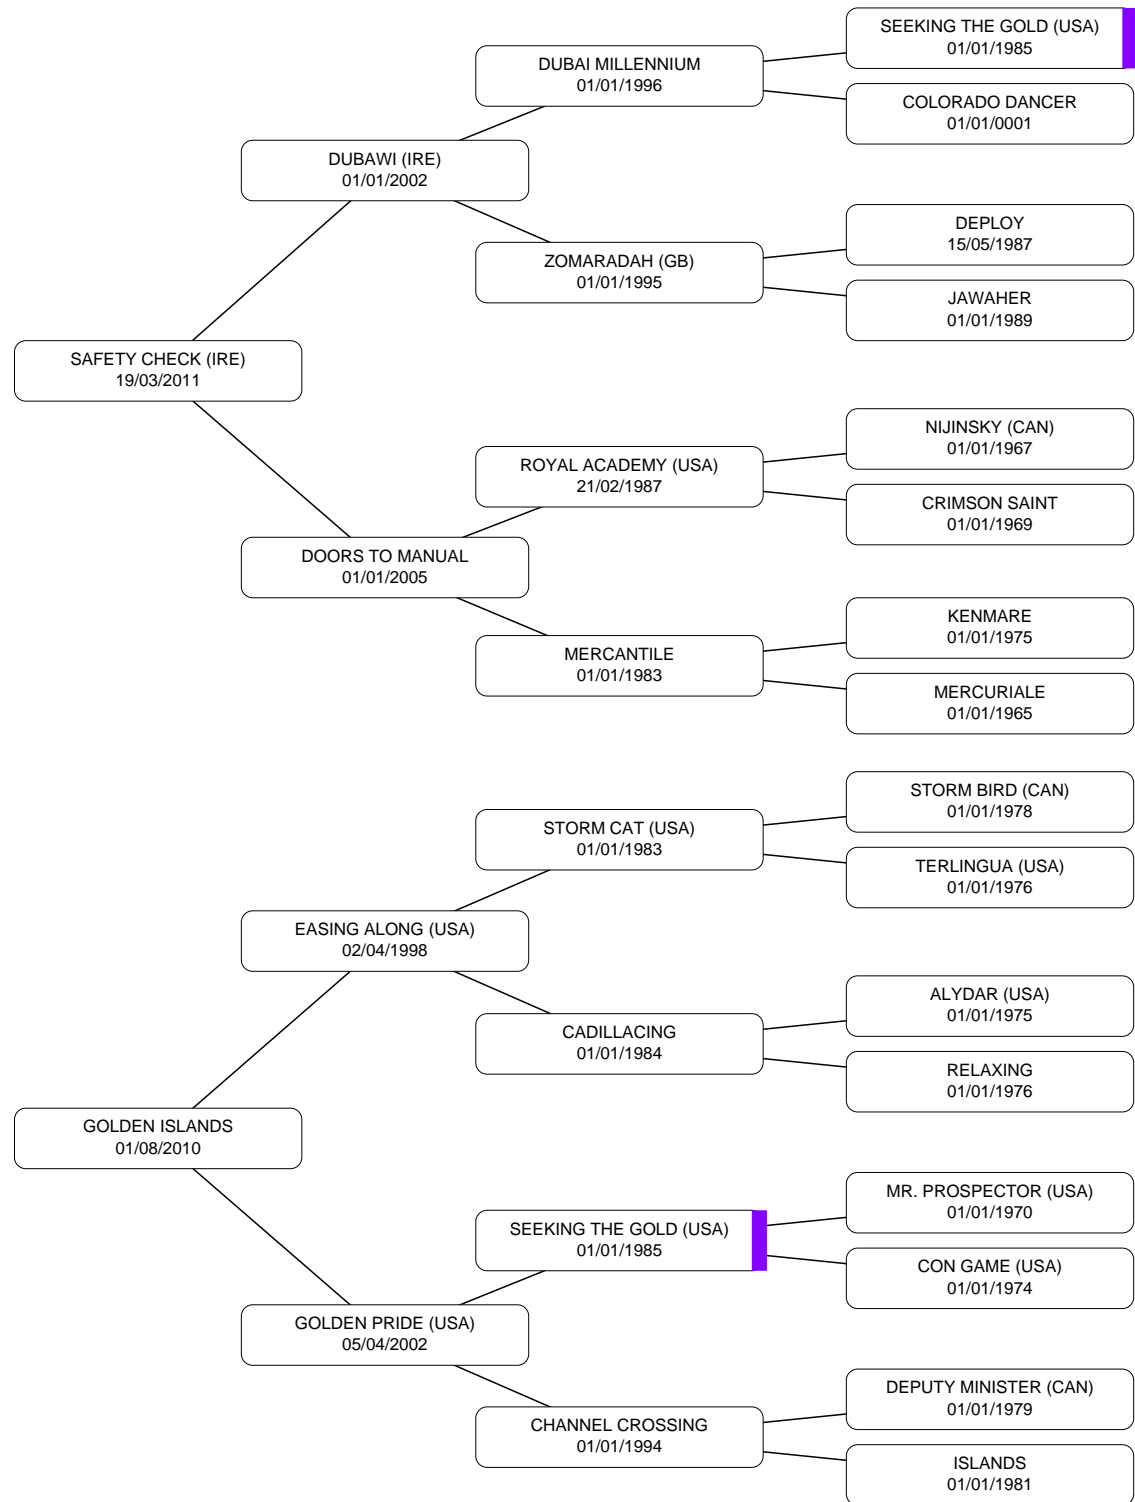 SEEKING THE GOLD (USA)
01/01/1985
DUBAI MILLENNIUM
01/01/1996
COLORADO DANCER
01/01/0001
DUBAWI (IRE)
01/01/2002
DEPLOY
15/05/1987
ZOMARADAH (GB)
01/01/1995
JAWAHER
01/01/1989
SAFETY CHECK (IRE)
19/03/2011
NIJINSKY (CAN)
01/01/1967
ROYAL ACADEMY (USA)
21/02/1987
CRIMSON SAINT
01/01/1969
DOORS TO MANUAL
01/01/2005
KENMARE
01/01/1975
MERCANTILE
01/01/1983
MERCURIALE
01/01/1965
STORM BIRD (CAN)
01/01/1978
STORM CAT (USA)
01/01/1983
TERLINGUA (USA)
01/01/1976
EASING ALONG (USA)
02/04/1998
ALYDAR (USA)
01/01/1975
CADILLACING
01/01/1984
RELAXING
01/01/1976
GOLDEN ISLANDS
01/08/2010
MR. PROSPECTOR (USA)
01/01/1970
SEEKING THE GOLD (USA)
01/01/1985
CON GAME (USA)
01/01/1974
GOLDEN PRIDE (USA)
05/04/2002
DEPUTY MINISTER (CAN)
01/01/1979
CHANNEL CROSSING
01/01/1994
ISLANDS
01/01/1981